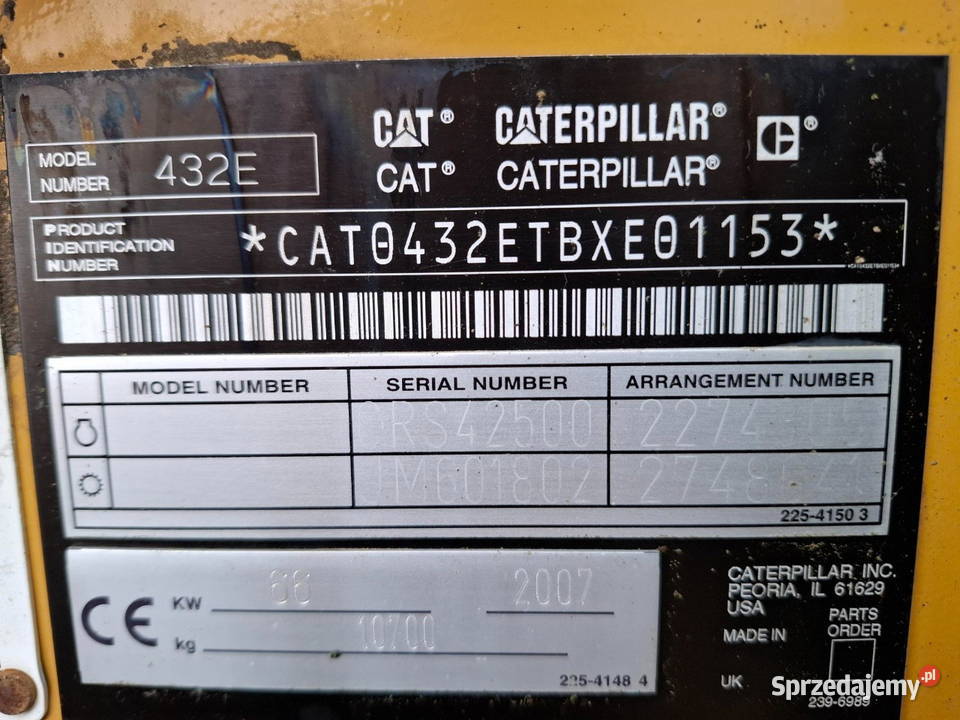 CAT® CATERPILLAR® ®
MODEL NUMBER 432E
CAT® CATERPILLAR®
PRODUCT IDENTIFICATION NUMBER *CAT0432ETBXE01153*
MODEL NUMBER SERIAL NUMBER ARRANGEMENT NUMBER
225-4150 3
CE KW 2007
kg 10700
225-4148 4
CATERPILLAR INC.
PEORIA, IL 61629
USA
MADE IN PARTS ORDER
UK
239-6989
Sprzedajemy.pl